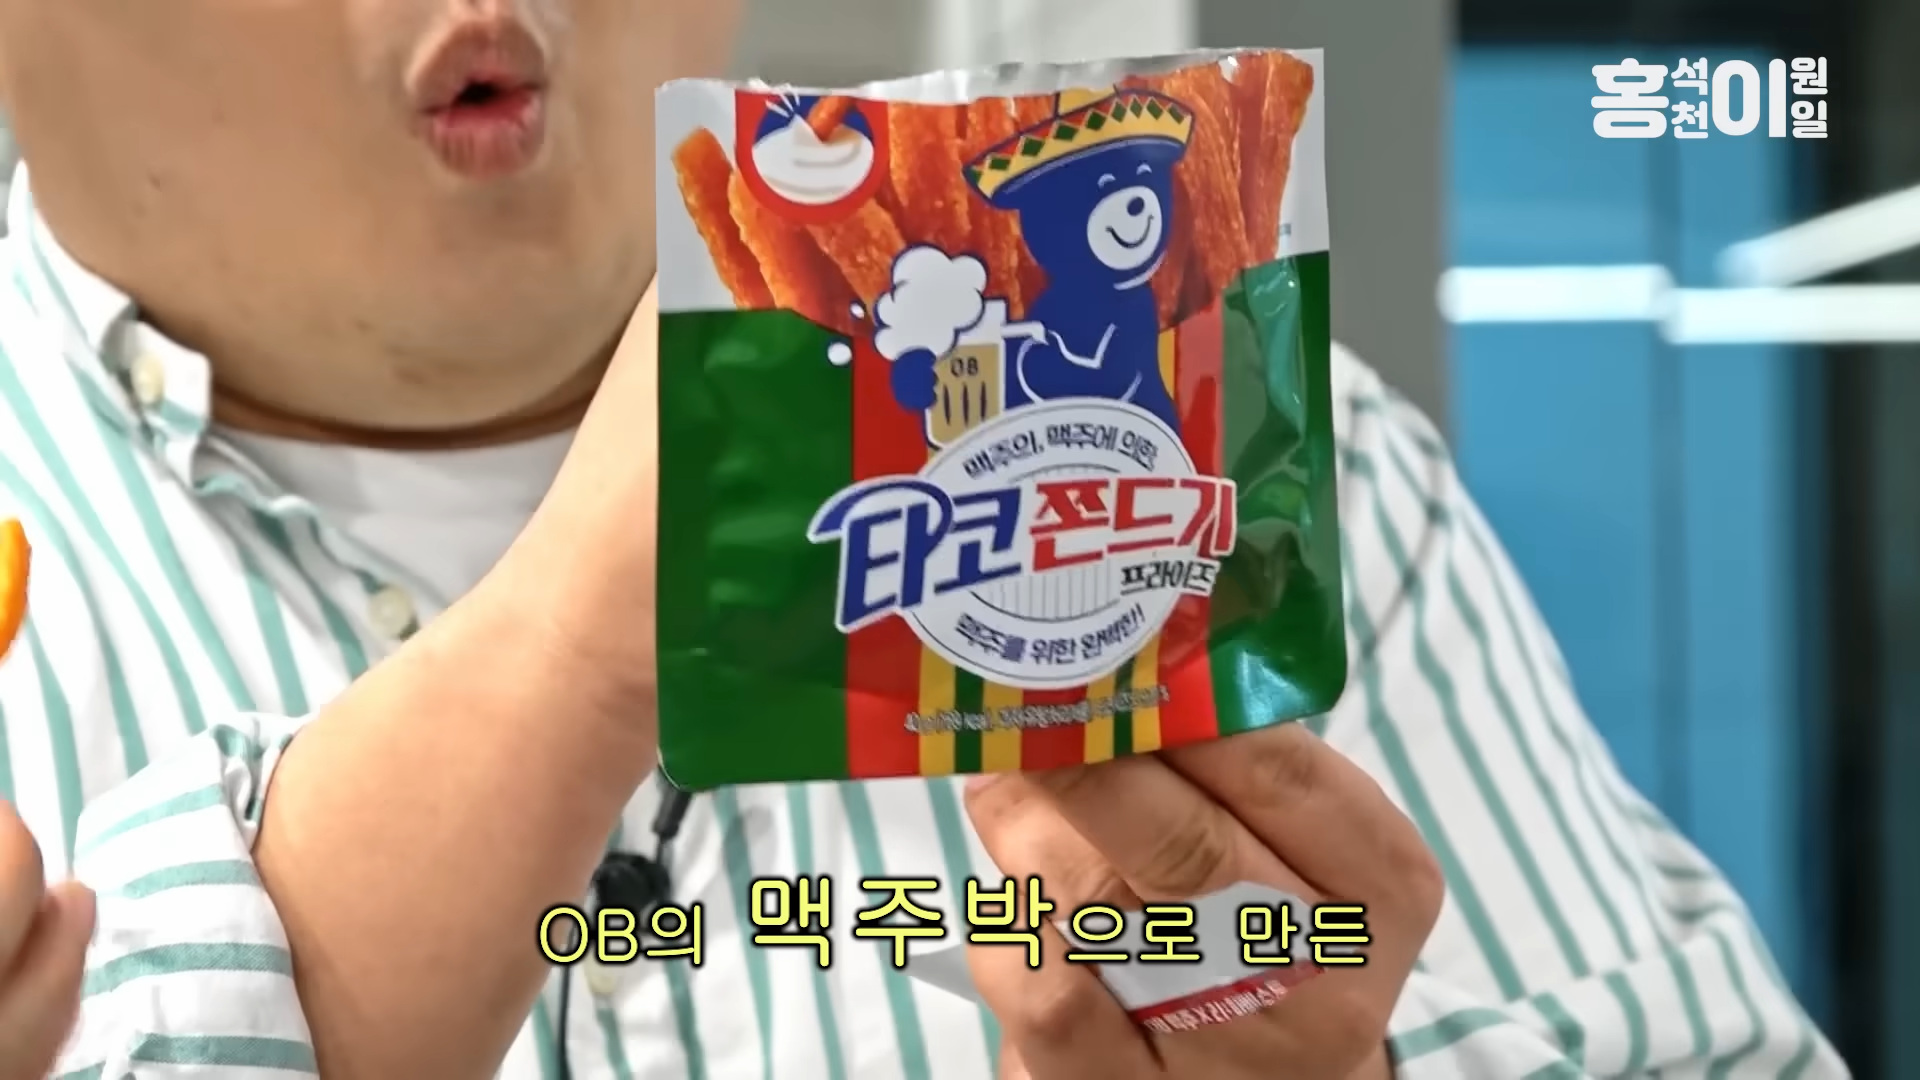 홍석천이원일
OB
맥주의, 맥주에 의한,
타코 쫀드기
프라이즈
맥주를 위한 완벽한!
OB의 맥주박으로 만든